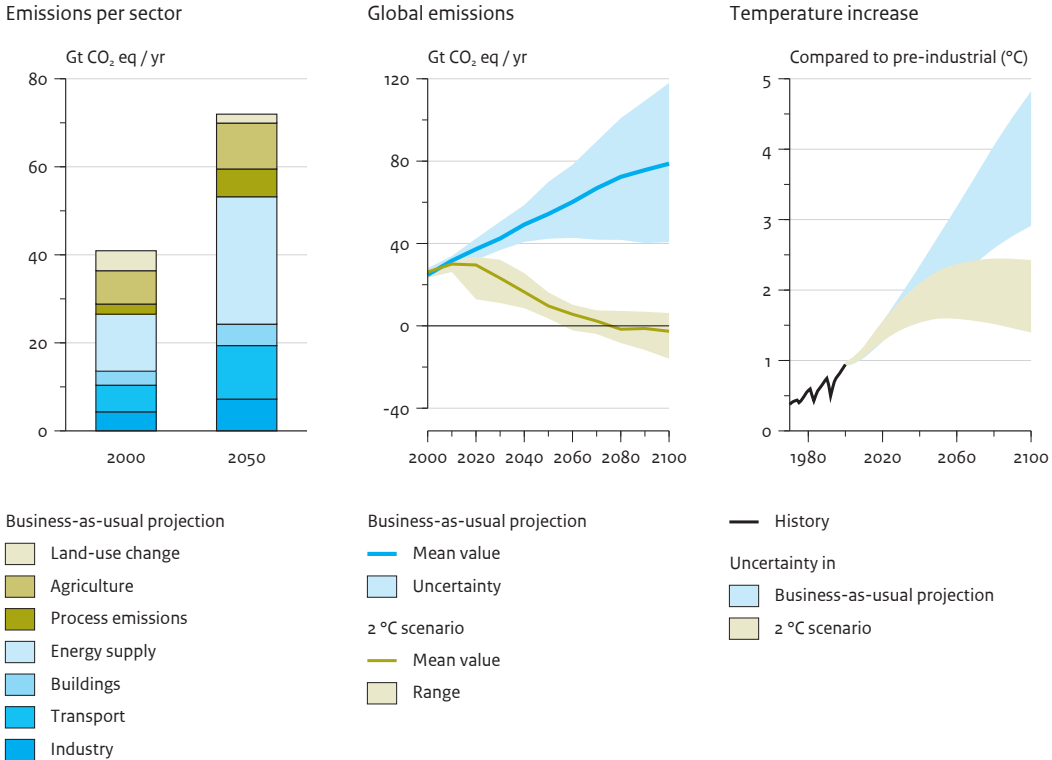 Emissions per sector
Gt CO₂ eq / yr
80
60
40
20
0
2000 2050
Business-as-usual projection
Land-use change
Agriculture
Process emissions
Energy supply
Buildings
Transport
Industry
Global emissions
Gt CO₂ eq / yr
120
80
40
0
-40
2000 2020 2040 2060 2080 2100
Business-as-usual projection
Mean value
Uncertainty
2 °C scenario
Mean value
Range
Temperature increase
Compared to pre-industrial (°C)
5
4
3
2
1
0
1980 2020 2060 2100
History
Uncertainty in
Business-as-usual projection
2 °C scenario